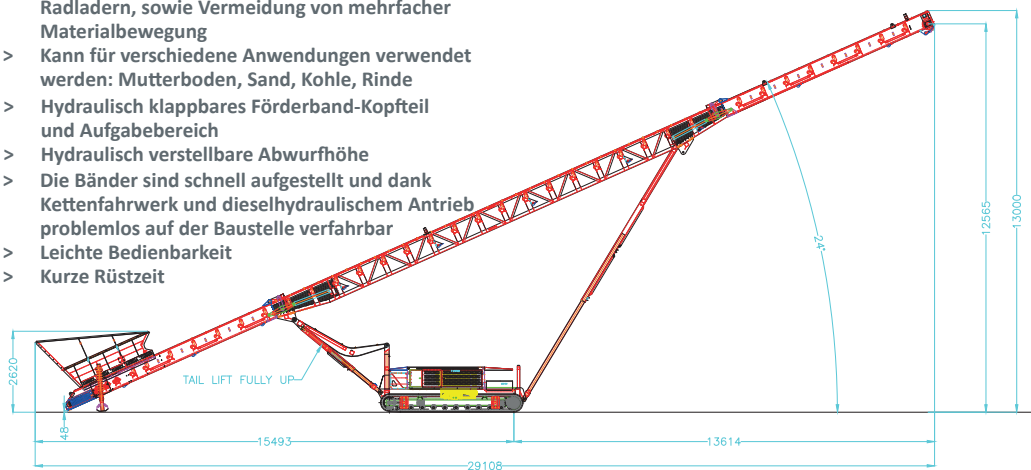 Radladern, sowie Vermeidung von mehrfacher
Materialbewegung
> Kann für verschiedene Anwendungen verwendet
werden: Mutterboden, Sand, Kohle, Rinde
> Hydraulisch klappbares Förderband-Kopfteil
und Aufgabebereich
> Hydraulisch verstellbare Abwurfhöhe
> Die Bänder sind schnell aufgestellt und dank
Kettenfahrwerk und dieselhydraulischem Antrieb
problemlos auf der Baustelle verfahrbar
> Leichte Bedienbarkeit
> Kurze Rüstzeit
12565
13000
24°
2620
TAIL LIFT FULLY UP
48
15493
13614
29108